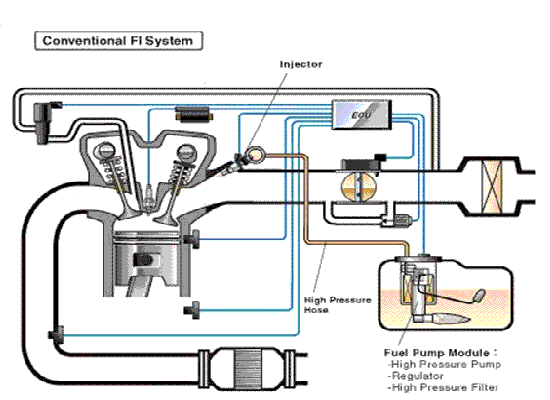 Conventional FI System
Injector
ECU
High Pressure
Hose
Fuel Pump Module :
-High Pressure Pump
-Regulator
-High Pressure Filter